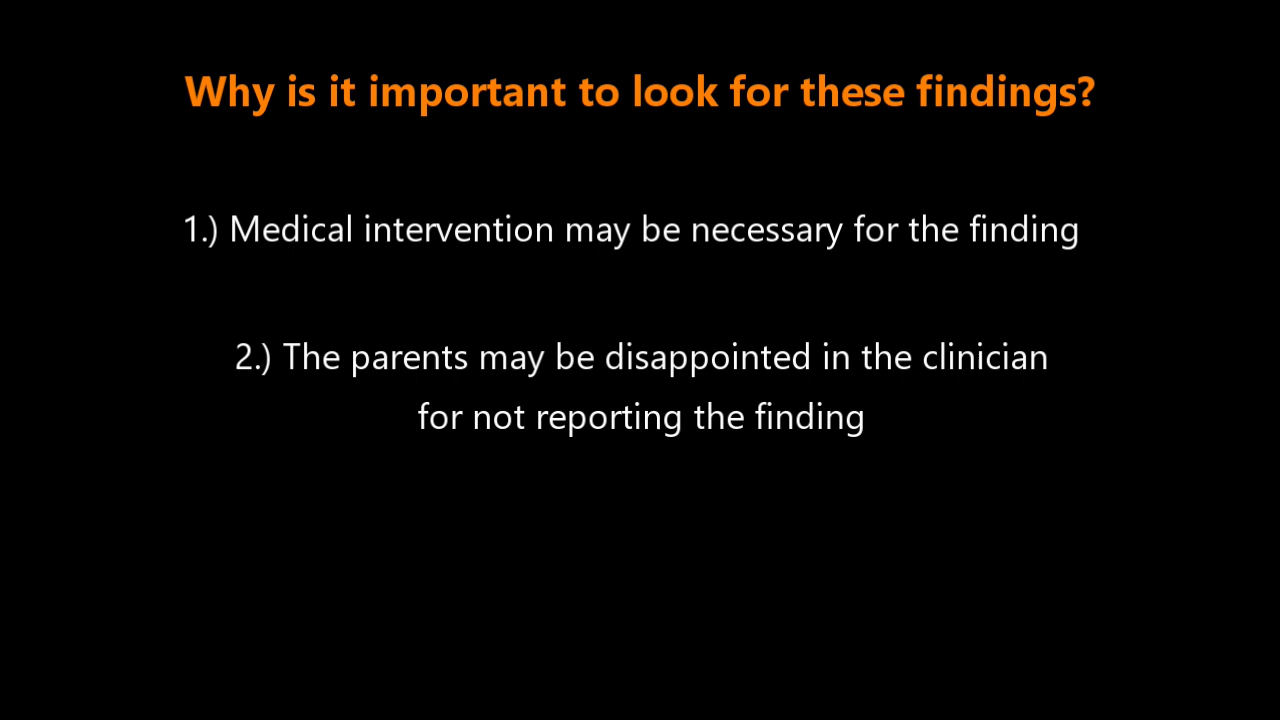 Why is it important to look for these findings?
1.) Medical intervention may be necessary for the finding
2.) The parents may be disappointed in the clinician
for not reporting the finding